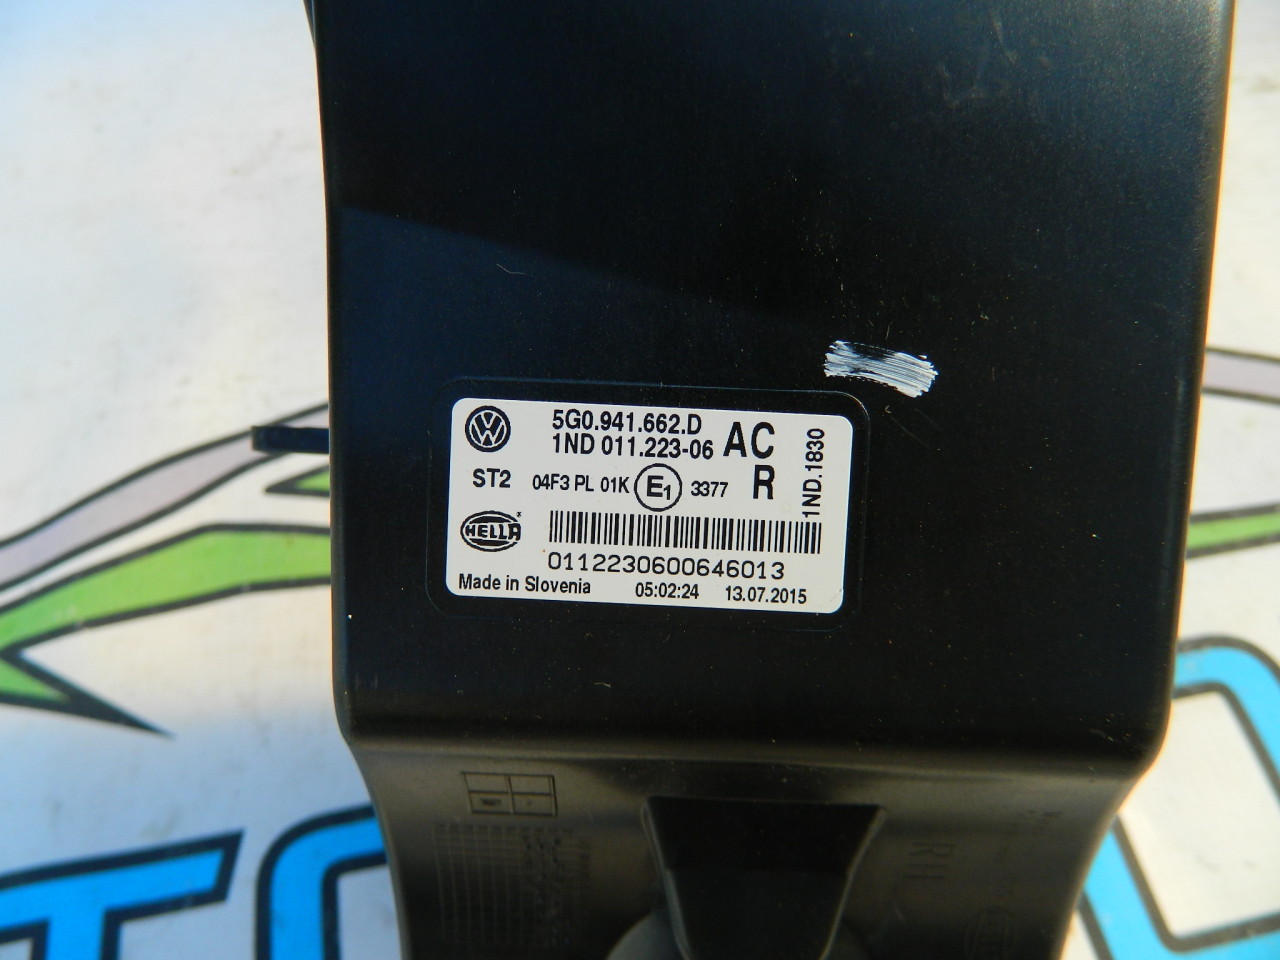 5G0.941.662.D
1ND 011.223-06
AC
R
1ND.1830
ST2
04F3 PL 01K
E1
3377
HELLA
0112230600646013
Made in Slovenia
05:02:24
13.07.2015
RH